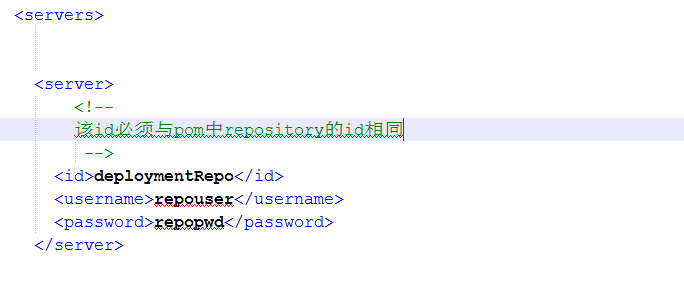 <servers>
<server>
<!--
该id必须与pom中repository的id相同
-->
<id>deploymentRepo</id>
<username>repouser</username>
<password>repopwd</password>
</server>